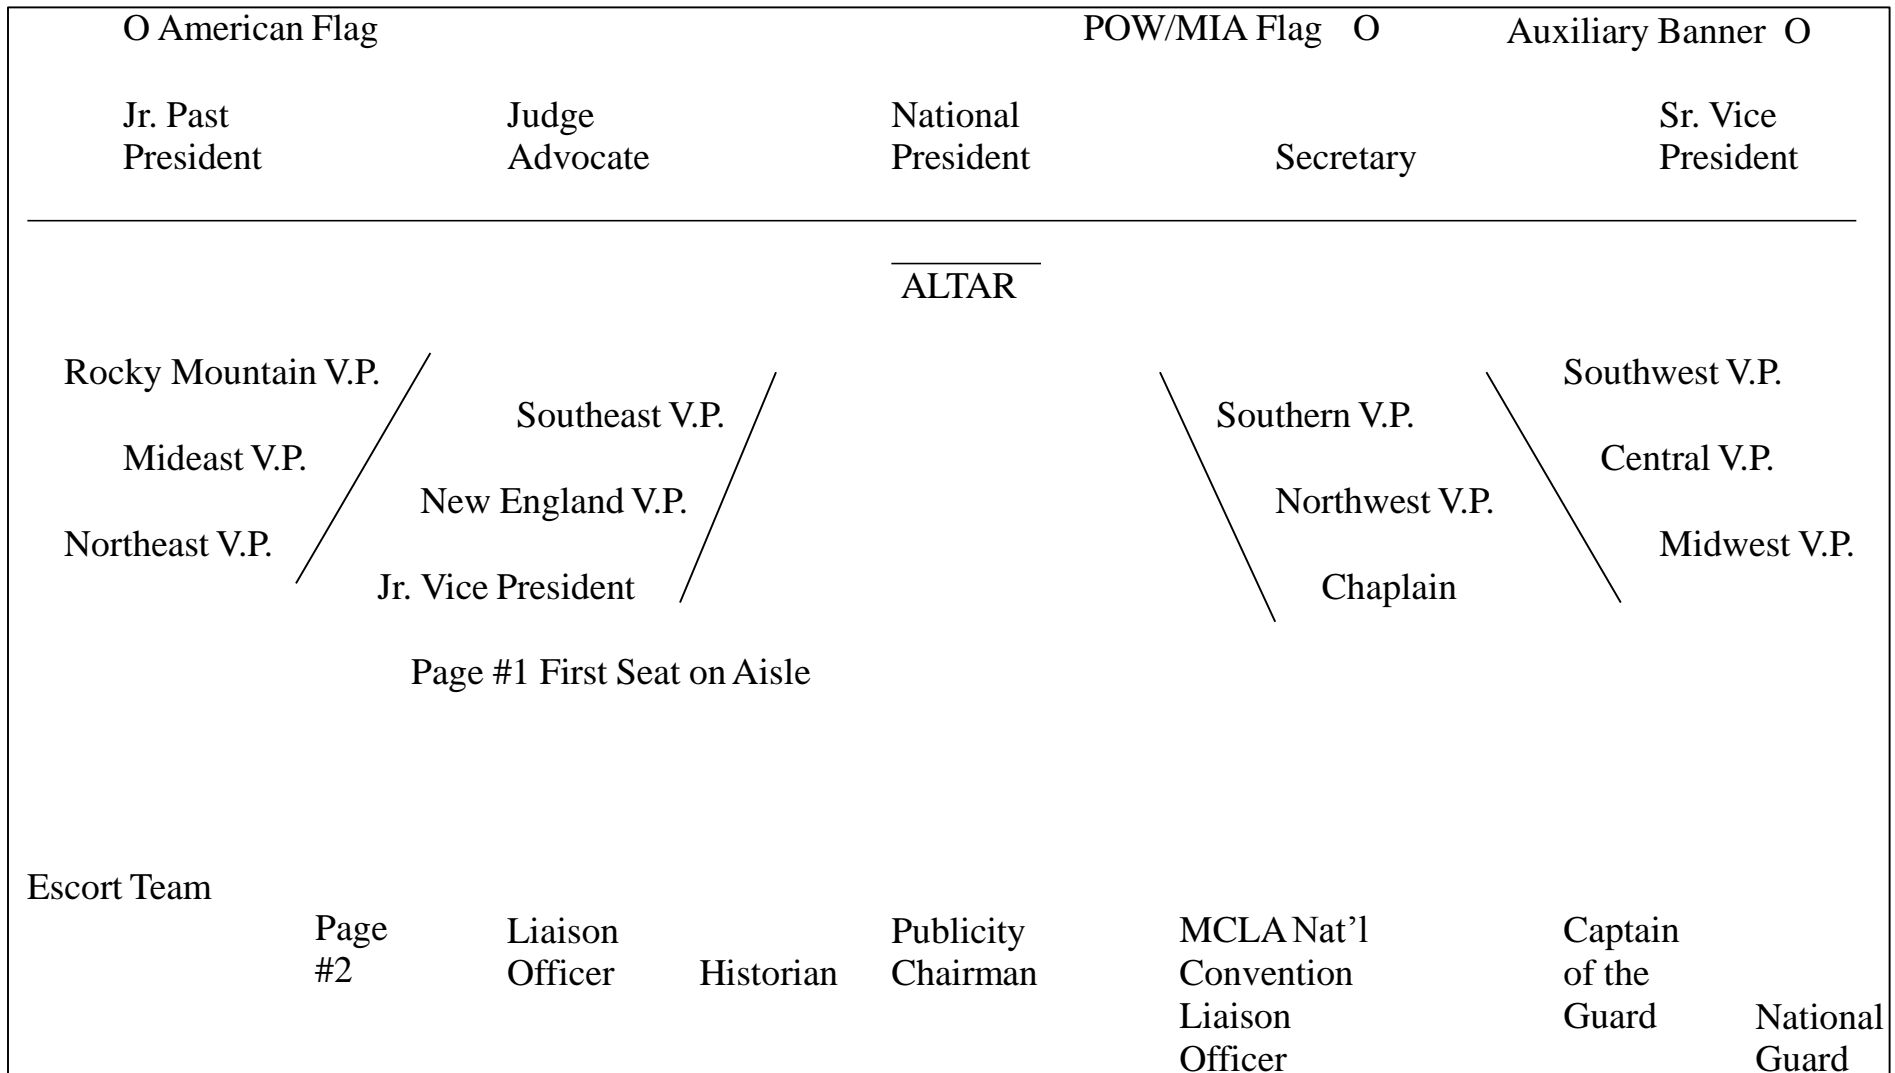 O American Flag POW/MIA Flag O Auxiliary Banner O
Jr. Past Judge National Sr. Vice
President Advocate President Secretary President
ALTAR
Rocky Mountain V.P. Southwest V.P.
Southeast V.P. Southern V.P.
Mideast V.P. Central V.P.
New England V.P. Northwest V.P.
Northeast V.P. Midwest V.P.
Jr. Vice President Chaplain
Page #1 First Seat on Aisle
Escort Team
Page Liaison Publicity MCLA Nat’l Captain
#2 Officer Historian Chairman Convention of the
Liaison Guard National
Officer Guard